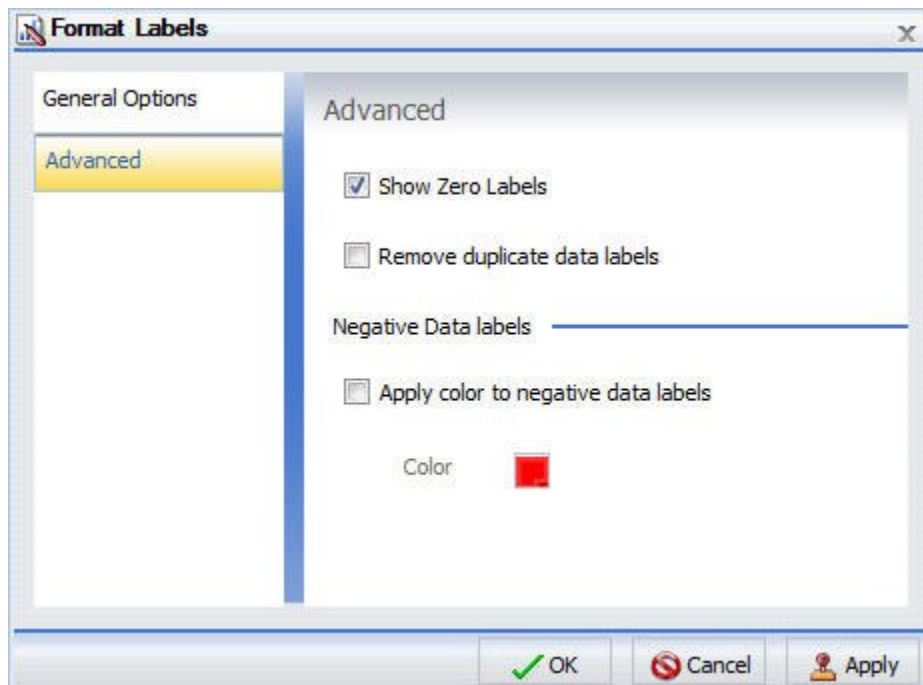 Format Labels
General Options
Advanced
Advanced
Show Zero Labels
Remove duplicate data labels
Negative Data labels
Apply color to negative data labels
Color
OK
Cancel
Apply